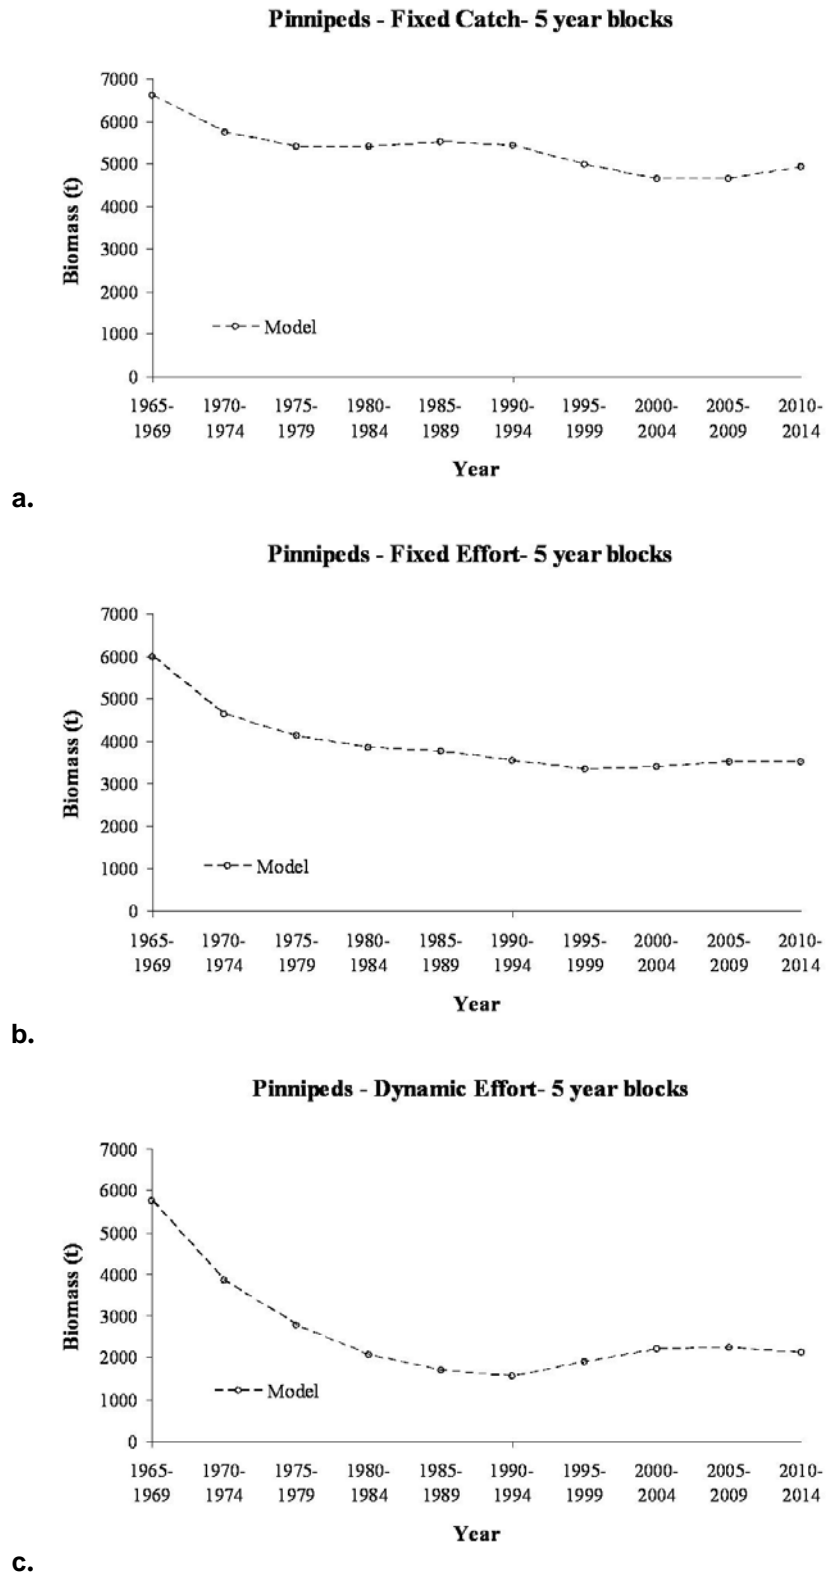 Pinnipeds - Fixed Catch- 5 year blocks
7000
6000
5000
4000
3000
2000
1000
0
Biomass (t)
Model
1965- 1970- 1975- 1980- 1985- 1990- 1995- 2000- 2005- 2010-
1969 1974 1979 1984 1989 1994 1999 2004 2009 2014
Year
a.
Pinnipeds - Fixed Effort- 5 year blocks
7000
6000
5000
4000
3000
2000
1000
0
Biomass (t)
Model
1965- 1970- 1975- 1980- 1985- 1990- 1995- 2000- 2005- 2010-
1969 1974 1979 1984 1989 1994 1999 2004 2009 2014
Year
b.
Pinnipeds - Dynamic Effort- 5 year blocks
7000
6000
5000
4000
3000
2000
1000
0
Biomass (t)
Model
1965- 1970- 1975- 1980- 1985- 1990- 1995- 2000- 2005- 2010-
1969 1974 1979 1984 1989 1994 1999 2004 2009 2014
Year
c.